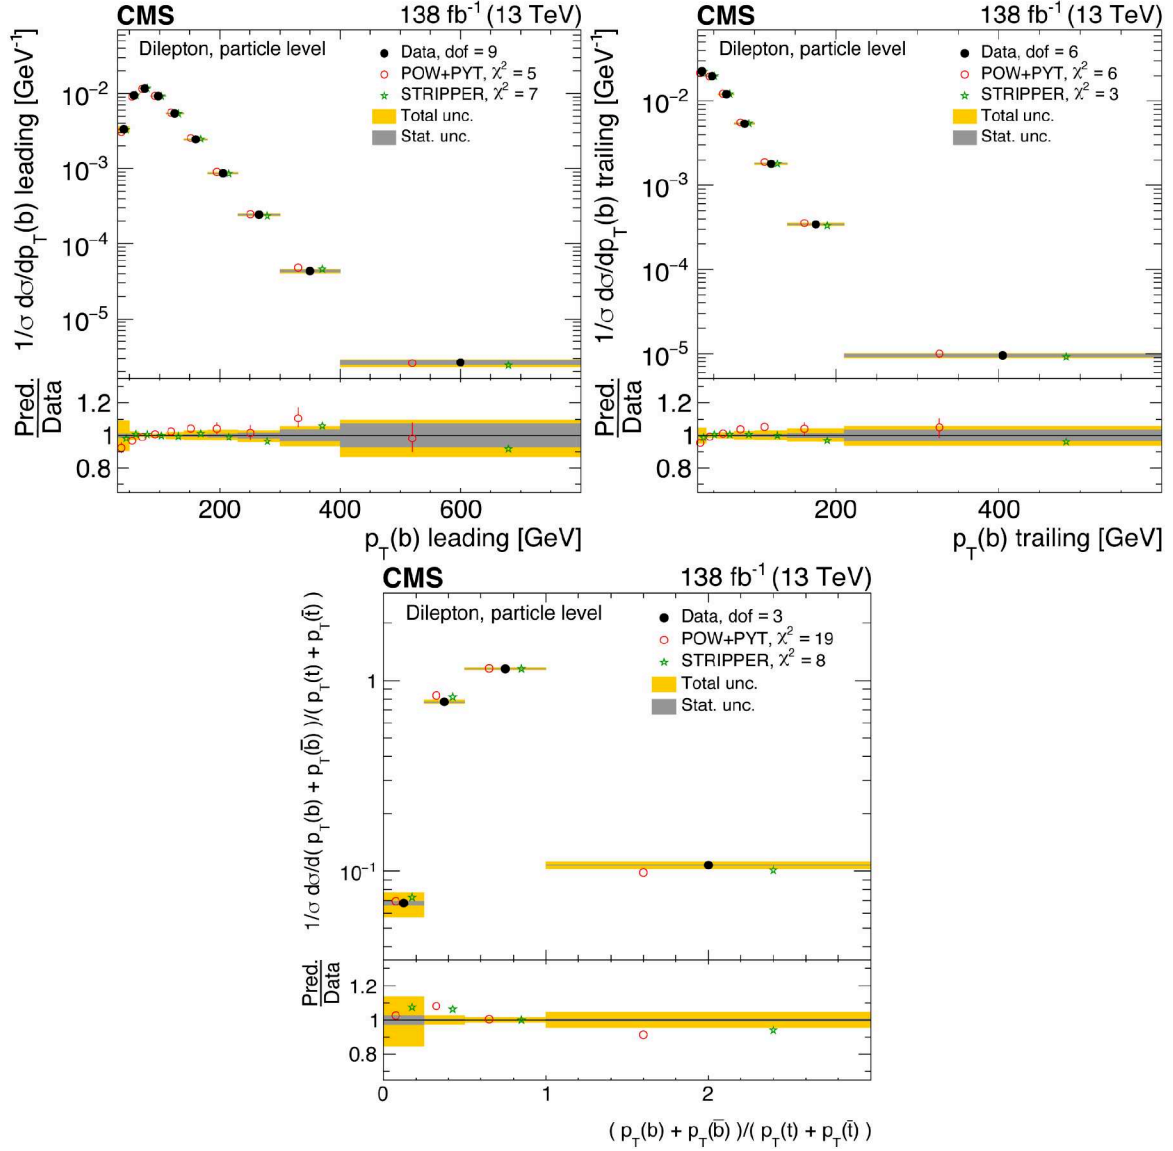 CMS 138 fb⁻¹ (13 TeV)
Dilepton, particle level
Data, dof = 9
POW+PYT, χ² = 5
STRIPPER, χ² = 7
Total unc.
Stat. unc.
1/σ dσ/dp_T(b) leading [GeV⁻¹]
10⁻²
10⁻³
10⁻⁴
10⁻⁵
Pred.
Data
1.2
1
0.8
200 400 600
p_T(b) leading [GeV]
CMS 138 fb⁻¹ (13 TeV)
Dilepton, particle level
Data, dof = 6
POW+PYT, χ² = 6
STRIPPER, χ² = 3
Total unc.
Stat. unc.
1/σ dσ/dp_T(b) trailing [GeV⁻¹]
10⁻²
10⁻³
10⁻⁴
10⁻⁵
Pred.
Data
1.2
1
0.8
200 400
p_T(b) trailing [GeV]
CMS 138 fb⁻¹ (13 TeV)
Dilepton, particle level
Data, dof = 3
POW+PYT, χ² = 19
STRIPPER, χ² = 8
Total unc.
Stat. unc.
1/σ dσ/d( p_T(b) + p_T(b̄) )/( p_T(t) + p_T(t̄) )
1
10⁻¹
Pred.
Data
1.2
1
0.8
0 1 2
( p_T(b) + p_T(b̄) )/( p_T(t) + p_T(t̄) )